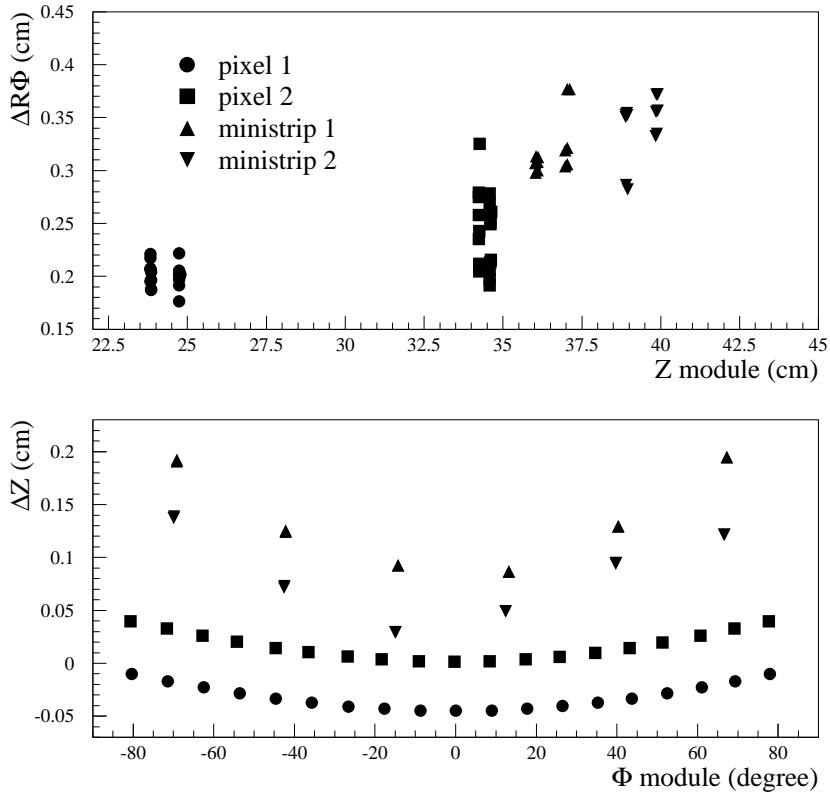 ΔRΦ (cm)
0.45
0.4
0.35
0.3
0.25
0.2
0.15
pixel 1
pixel 2
ministrip 1
ministrip 2
22.5 25 27.5 30 32.5 35 37.5 40 42.5 45
Z module (cm)
ΔZ (cm)
0.2
0.15
0.1
0.05
0
-0.05
-80 -60 -40 -20 0 20 40 60 80
Φ module (degree)